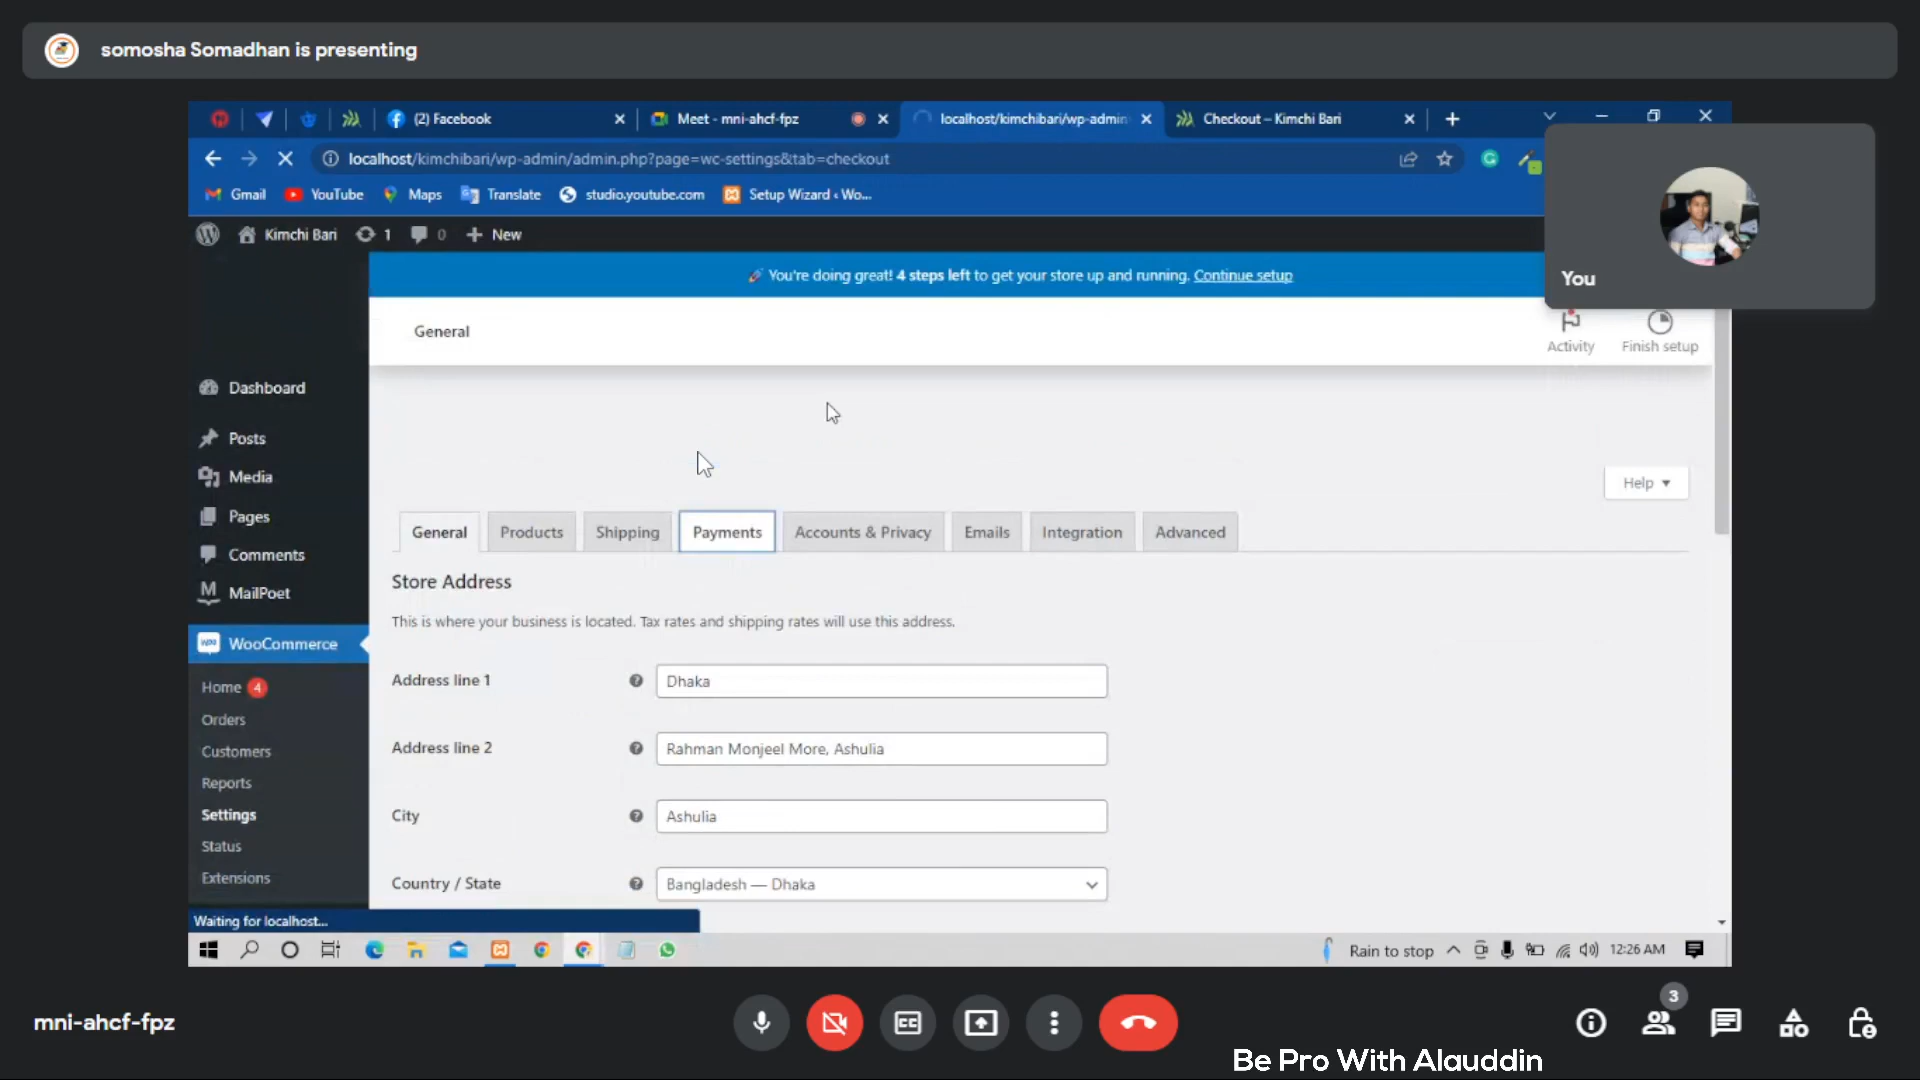 somosha Somadhan is presenting
(2) Facebook
Meet - mni-ahcf-fpz
localhost/kimchibari/wp-admin
Checkout – Kimchi Bari
localhost/kimchibari/wp-admin/admin.php?page=wc-settings&tab=checkout
Gmail
YouTube
Maps
Translate
studio.youtube.com
Setup Wizard ‹ Wo...
Kimchi Bari
1
0
New
You
You're doing great! 4 steps left to get your store up and running. Continue setup
General
Activity
Finish setup
Help
Dashboard
Posts
Media
Pages
Comments
MailPoet
WooCommerce
Home 4
Orders
Customers
Reports
Settings
Status
Extensions
General
Products
Shipping
Payments
Accounts & Privacy
Emails
Integration
Advanced
Store Address
This is where your business is located. Tax rates and shipping rates will use this address.
Address line 1
Dhaka
Address line 2
Rahman Monjeel More, Ashulia
City
Ashulia
Country / State
Bangladesh — Dhaka
Waiting for localhost...
Rain to stop
12:26 AM
mni-ahcf-fpz
3
Be Pro With Alauddin